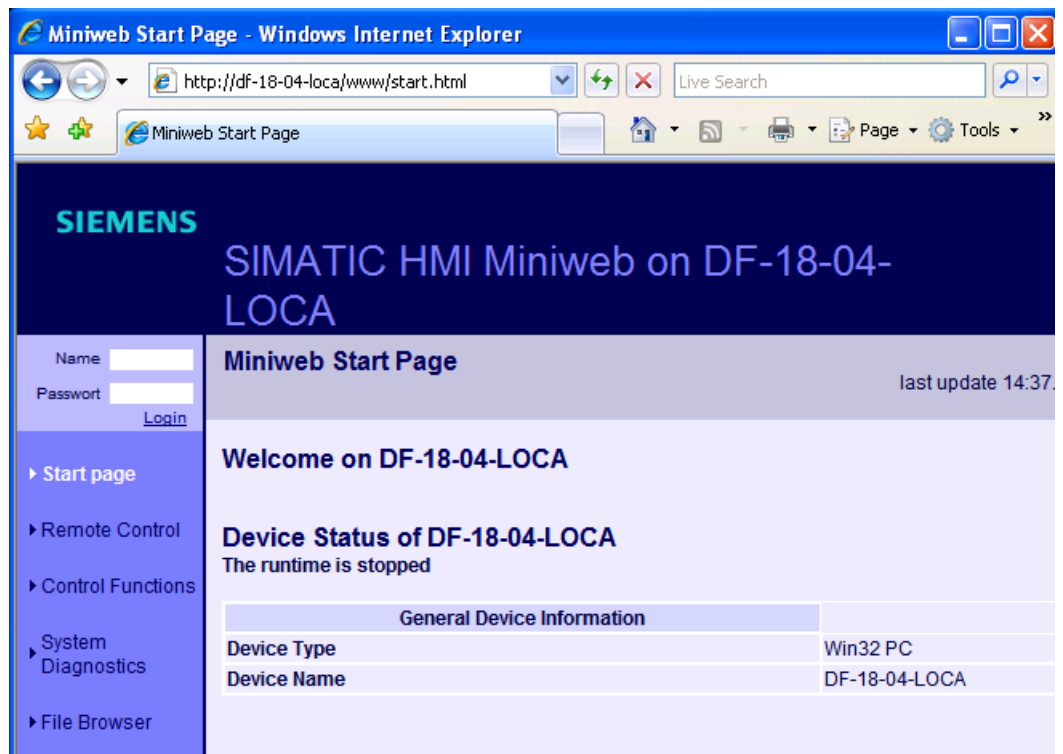 Miniweb Start Page - Windows Internet Explorer
http://df-18-04-loca/www/start.html
Live Search
Miniweb Start Page
Page
Tools
»
SIEMENS
SIMATIC HMI Miniweb on DF-18-04-
LOCA
Name
Passwort
Login
Miniweb Start Page
last update 14:37.
Start page
Remote Control
Control Functions
System
Diagnostics
File Browser
Welcome on DF-18-04-LOCA
Device Status of DF-18-04-LOCA
The runtime is stopped
General Device Information
Device Type Win32 PC
Device Name DF-18-04-LOCA